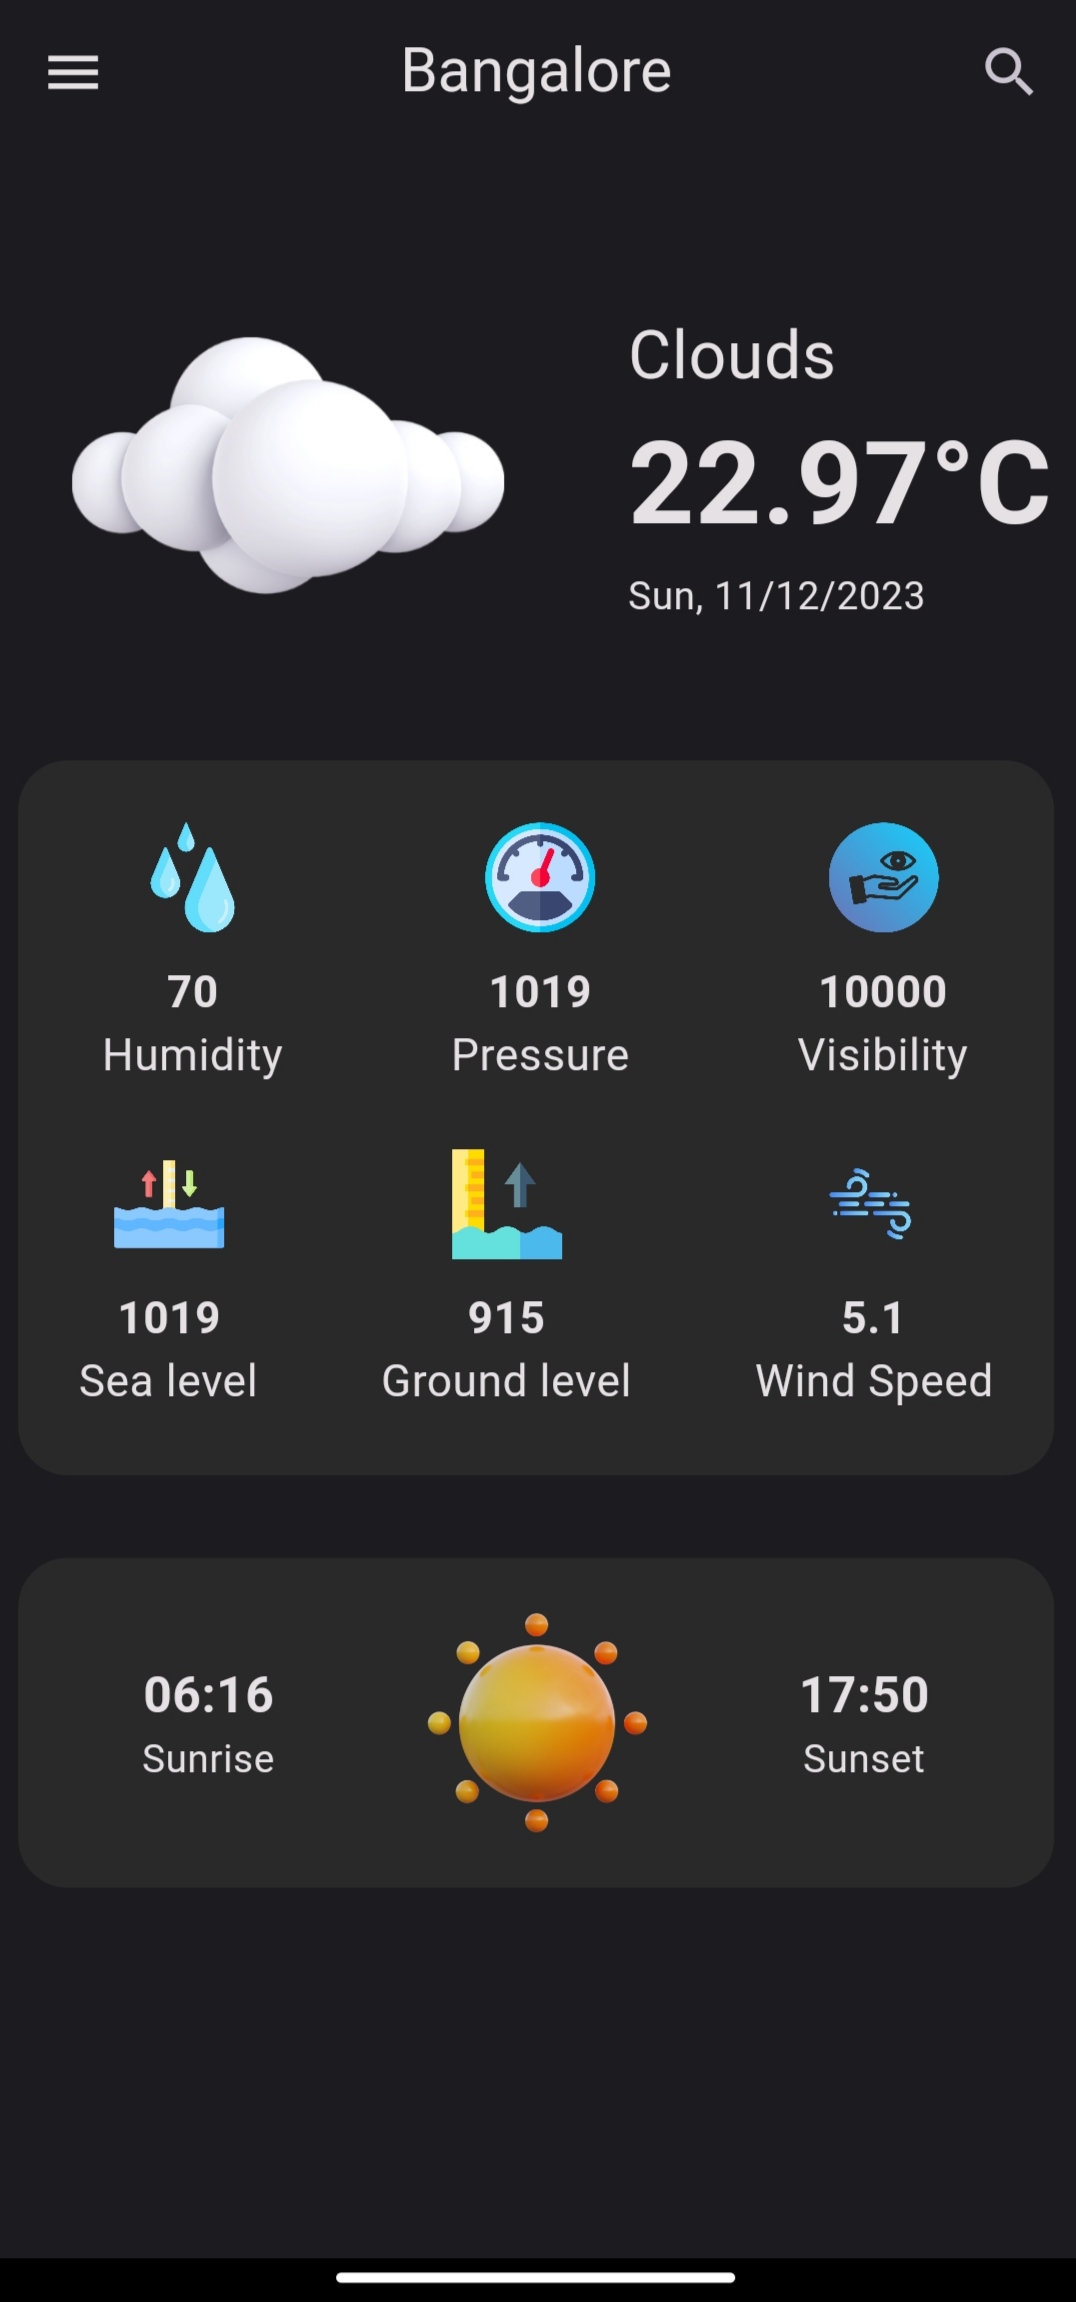 Bangalore
Clouds
22.97°C
Sun, 11/12/2023
70 1019 10000
Humidity Pressure Visibility
1019 915 5.1
Sea level Ground level Wind Speed
06:16 17:50
Sunrise Sunset